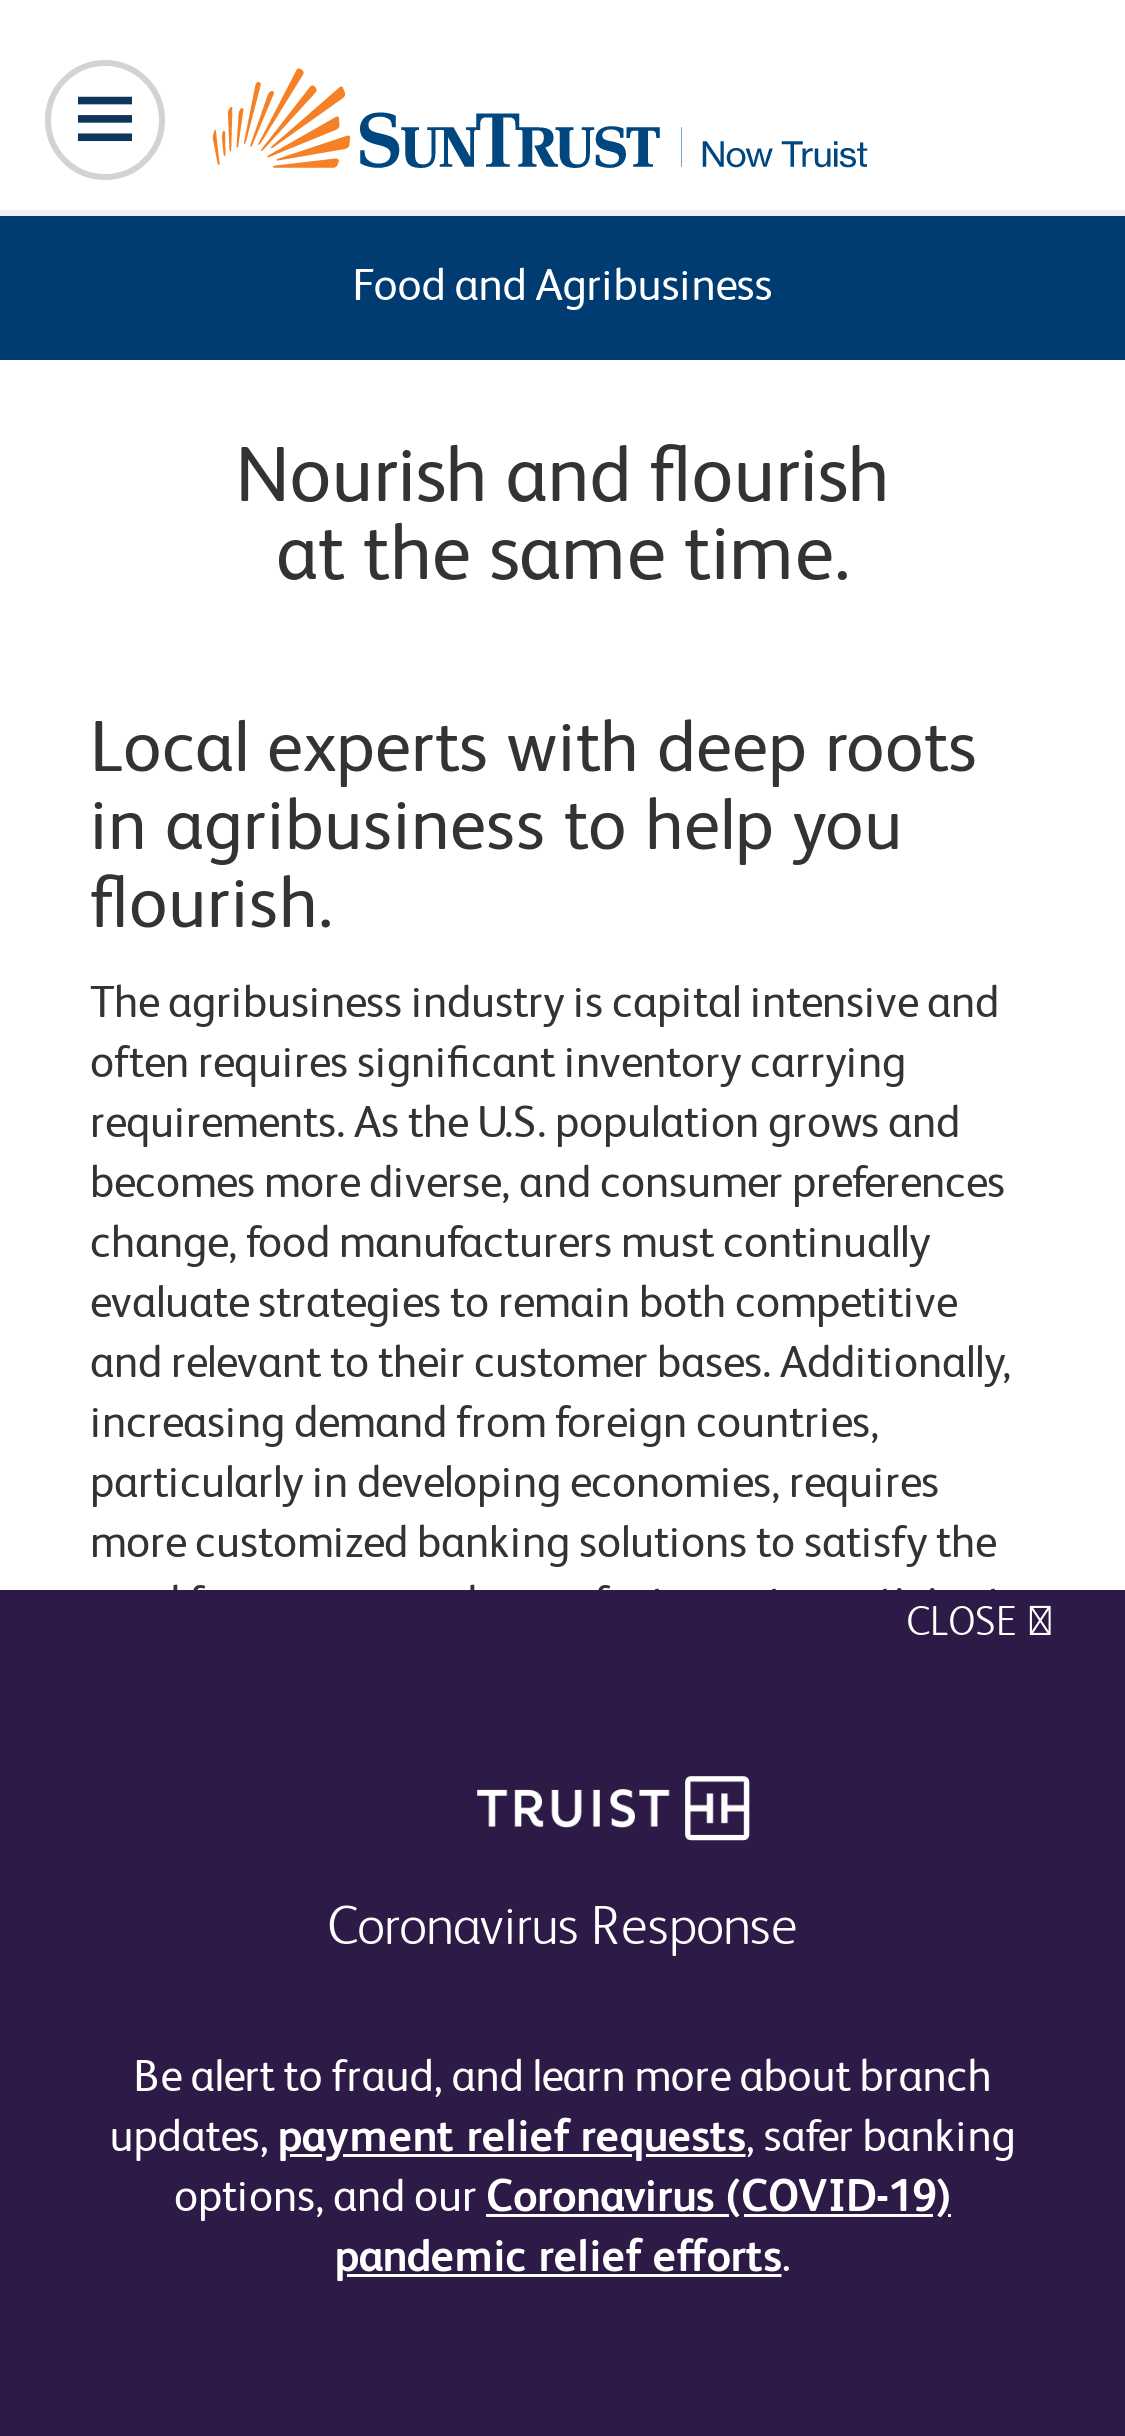 SUNTRUST | Now Truist
Food and Agribusiness
Nourish and flourish
at the same time.
Local experts with deep roots
in agribusiness to help you
flourish.
The agribusiness industry is capital intensive and
often requires significant inventory carrying
requirements. As the U.S. population grows and
becomes more diverse, and consumer preferences
change, food manufacturers must continually
evaluate strategies to remain both competitive
and relevant to their customer bases. Additionally,
increasing demand from foreign countries,
particularly in developing economies, requires
more customized banking solutions to satisfy the
CLOSE
TRUIST
Coronavirus Response
Be alert to fraud, and learn more about branch
updates, payment relief requests, safer banking
options, and our Coronavirus (COVID-19)
pandemic relief efforts.